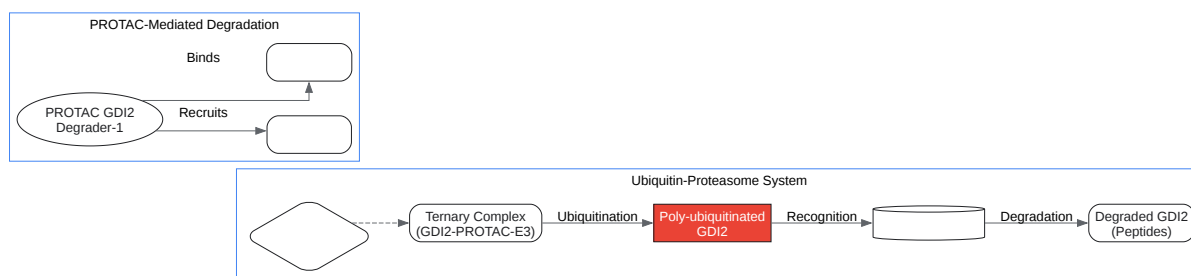 PROTAC-Mediated Degradation
Binds
PROTAC GDI2
Degrader-1
Recruits
Ubiquitin-Proteasome System
Ternary Complex
(GDI2-PROTAC-E3)
Ubiquitination
Poly-ubiquitinated
GDI2
Recognition
Degradation
Degraded GDI2
(Peptides)